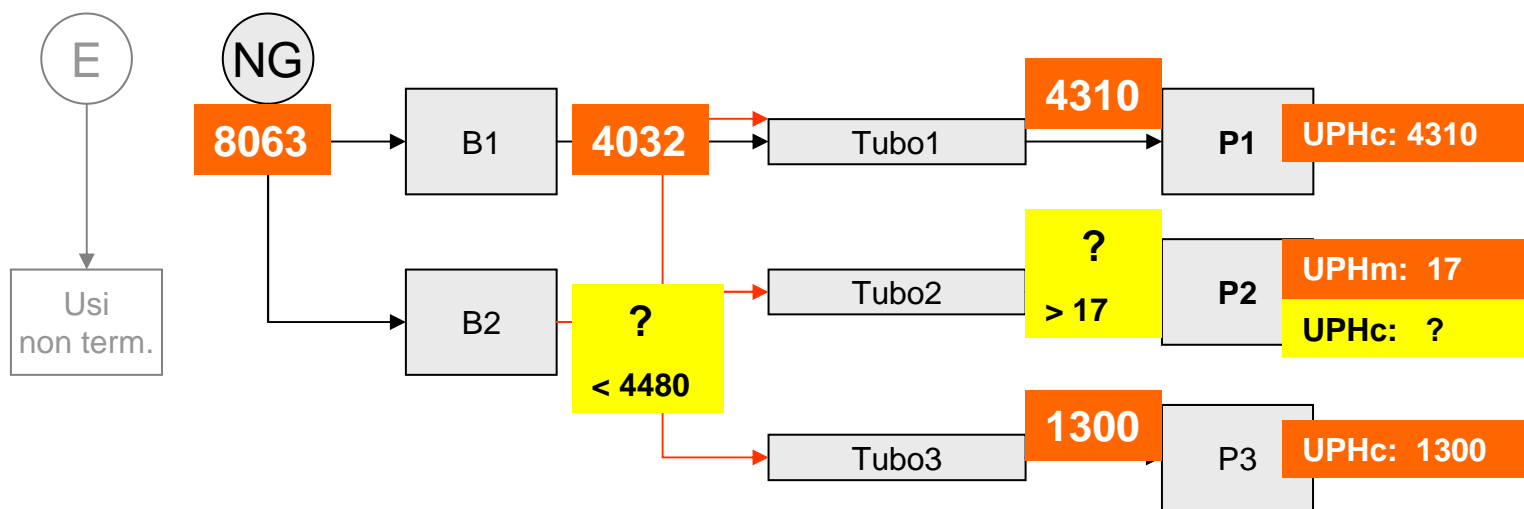 E
NG
8063
B1
4032
Tubo1
4310
P1
UPHc: 4310
Usi
non term.
B2
?
< 4480
Tubo2
?
> 17
P2
UPHm: 17
UPHc: ?
Tubo3
1300
P3
UPHc: 1300